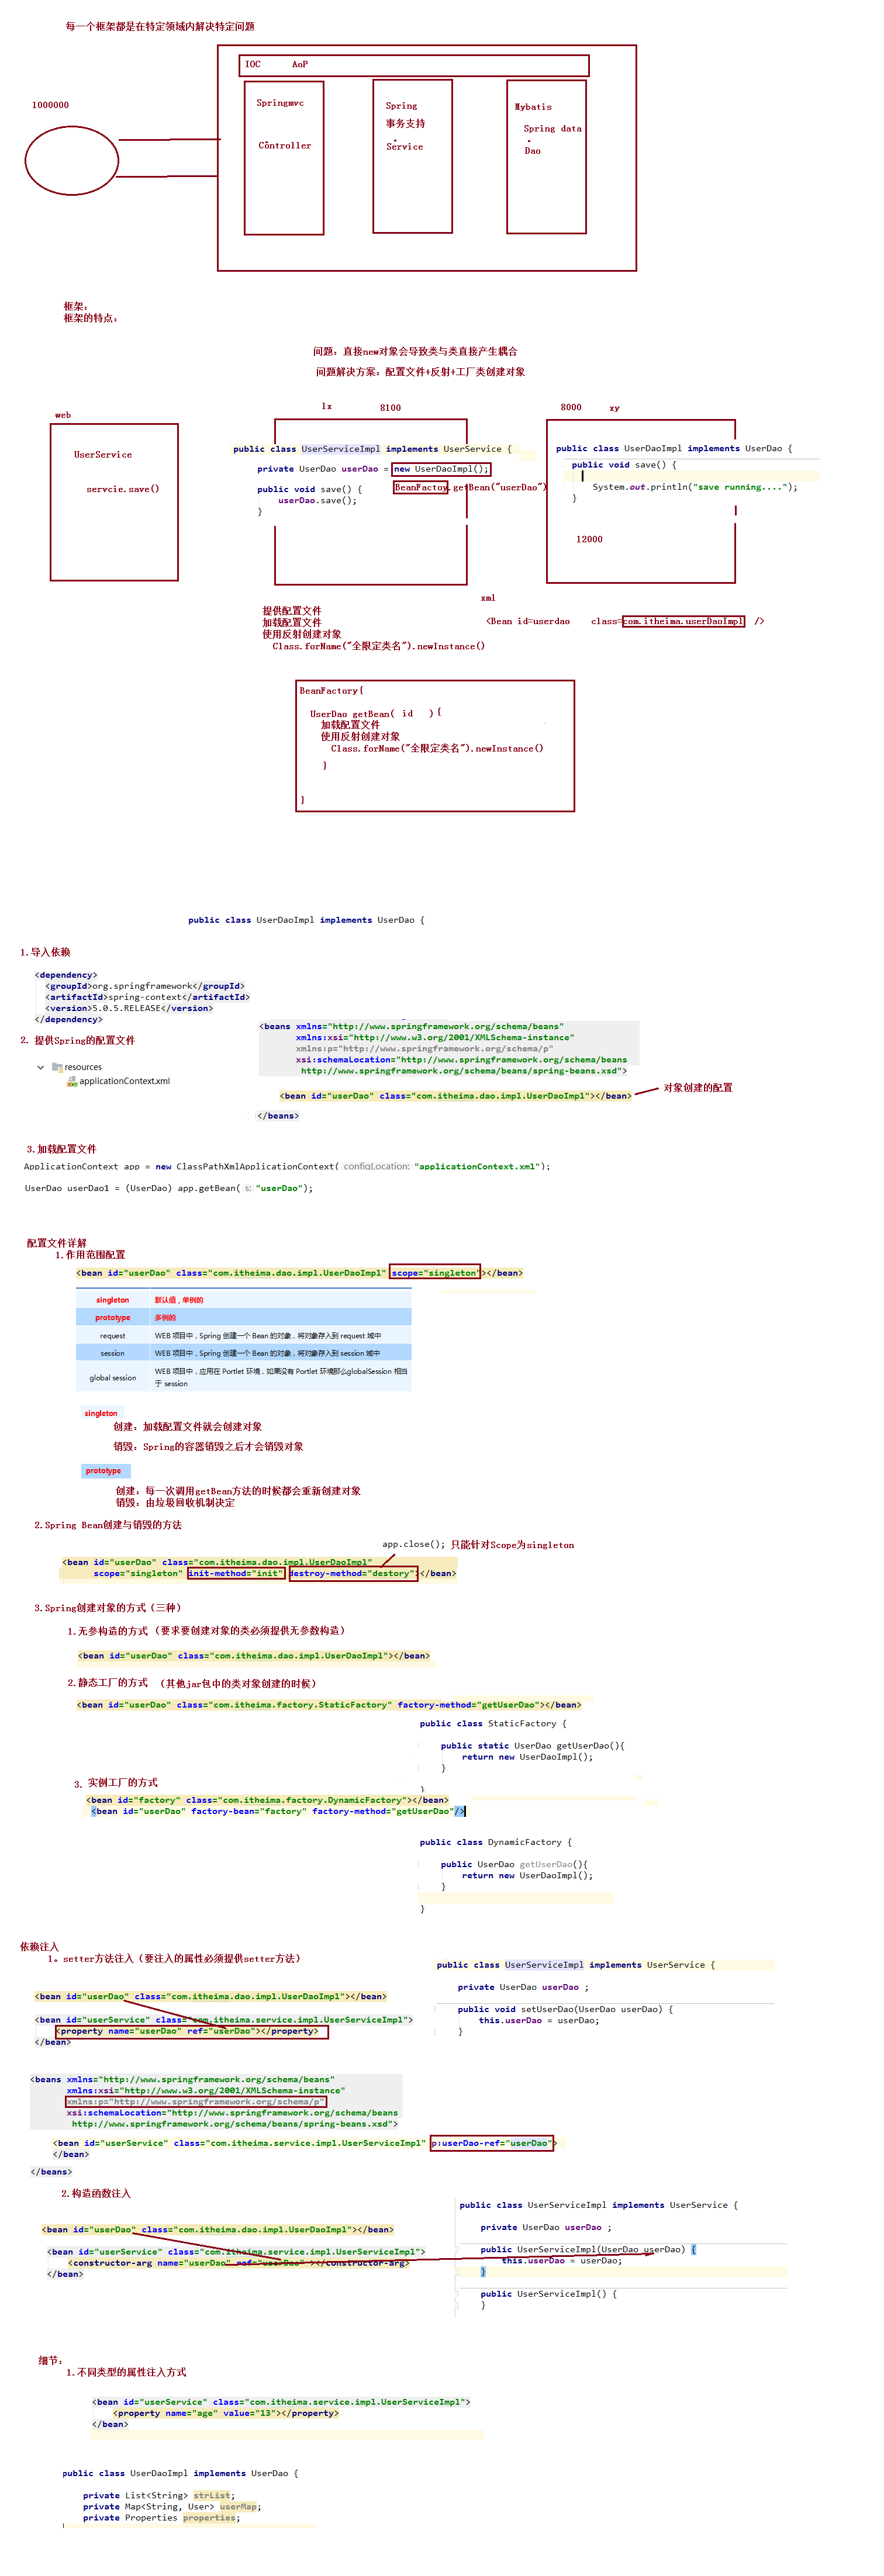 每一个框架都是在特定领域内解决特定问题
IOC AoP
1000000
Springmvc
Controller
Spring
事务支持
Service
Mybatis
Spring data
Dao
框架:
框架的特点:
问题: 直接new对象会导致类与类直接产生耦合
问题解决方案: 配置文件+反射+工厂类创建对象
web
UserService
servcie.save()
lx 8100
public class UserServiceImpl implements UserService {
private UserDao userDao = new UserDaoImpl();
BeanFactoy.getBean("userDao")
public void save() {
userDao.save();
}
8000 xy
public class UserDaoImpl implements UserDao {
public void save() {
System.out.println("save running....");
}
12000
提供配置文件
加载配置文件
使用反射创建对象
Class.forName("全限定类名").newInstance()
xml
<Bean id=userdao class=com.itheima.userDaoImpl />
BeanFactory{
UserDao getBean( id ){
加载配置文件
使用反射创建对象
Class.forName("全限定类名").newInstance()
}
}
public class UserDaoImpl implements UserDao {
1.导入依赖
<dependency>
<groupId>org.springframework</groupId>
<artifactId>spring-context</artifactId>
<version>5.0.5.RELEASE</version>
</dependency>
2. 提供Spring的配置文件
resources
applicationContext.xml
<beans xmlns="http://www.springframework.org/schema/beans"
xmlns:xsi="http://www.w3.org/2001/XMLSchema-instance"
xmlns:p="http://www.springframework.org/schema/p"
xsi:schemaLocation="http://www.springframework.org/schema/beans
http://www.springframework.org/schema/beans/spring-beans.xsd">
<bean id="userDao" class="com.itheima.dao.impl.UserDaoImpl"></bean>
对象创建的配置
</beans>
3.加载配置文件
ApplicationContext app = new ClassPathXmlApplicationContext( configLocation: "applicationContext.xml");
UserDao userDao1 = (UserDao) app.getBean( s: "userDao");
配置文件详解
1.作用范围配置
<bean id="userDao" class="com.itheima.dao.impl.UserDaoImpl" scope="singleton"></bean>
singleton 默认值，单例的
prototype 多例的
request WEB 项目中，Spring 创建一个 Bean 的对象，将对象存入到 request 域中
session WEB 项目中，Spring 创建一个 Bean 的对象，将对象存入到 session 域中
global session WEB 项目中，应用在 Portlet 环境，如果没有 Portlet 环境那么globalSession 相当
于 session
singleton
创建: 加载配置文件就会创建对象
销毁: Spring的容器销毁之后才会销毁对象
prototype
创建: 每一次调用getBean方法的时候都会重新创建对象
销毁: 由垃圾回收机制决定
2.Spring Bean创建与销毁的方法
app.close(); 只能针对Scope为singleton
<bean id="userDao" class="com.itheima.dao.impl.UserDaoImpl"
scope="singleton" init-method="init" destroy-method="destory"></bean>
3.Spring创建对象的方式（三种）
1.无参构造的方式（要求要创建对象的类必须提供无参数构造）
<bean id="userDao" class="com.itheima.dao.impl.UserDaoImpl"></bean>
2.静态工厂的方式 （其他jar包中的类对象创建的时候）
<bean id="userDao" class="com.itheima.factory.StaticFactory" factory-method="getUserDao"></bean>
public class StaticFactory {
public static UserDao getUserDao(){
return new UserDaoImpl();
}
}
3. 实例工厂的方式
<bean id="factory" class="com.itheima.factory.DynamicFactory"></bean>
<bean id="userDao" factory-bean="factory" factory-method="getUserDao"/>
public class DynamicFactory {
public UserDao getUserDao(){
return new UserDaoImpl();
}
}
依赖注入
1。setter方法注入（要注入的属性必须提供setter方法）
<bean id="userDao" class="com.itheima.dao.impl.UserDaoImpl"></bean>
<bean id="userService" class="com.itheima.service.impl.UserServiceImpl">
<property name="userDao" ref="userDao"></property>
</bean>
public class UserServiceImpl implements UserService {
private UserDao userDao ;
public void setUserDao(UserDao userDao) {
this.userDao = userDao;
}
<beans xmlns="http://www.springframework.org/schema/beans"
xmlns:xsi="http://www.w3.org/2001/XMLSchema-instance"
xmlns:p="http://www.springframework.org/schema/p"
xsi:schemaLocation="http://www.springframework.org/schema/beans
http://www.springframework.org/schema/beans/spring-beans.xsd">
<bean id="userService" class="com.itheima.service.impl.UserServiceImpl" p:userDao-ref="userDao">
</bean>
</beans>
2.构造函数注入
<bean id="userDao" class="com.itheima.dao.impl.UserDaoImpl"></bean>
<bean id="userService" class="com.itheima.service.impl.UserServiceImpl">
<constructor-arg name="userDao" ref="userDao" ></constructor-arg>
</bean>
public class UserServiceImpl implements UserService {
private UserDao userDao ;
public UserServiceImpl(UserDao userDao) {
this.userDao = userDao;
}
public UserServiceImpl() {
}
细节:
1.不同类型的属性注入方式
<bean id="userService" class="com.itheima.service.impl.UserServiceImpl">
<property name="age" value="13"></property>
</bean>
public class UserDaoImpl implements UserDao {
private List<String> strList;
private Map<String, User> userMap;
private Properties properties;